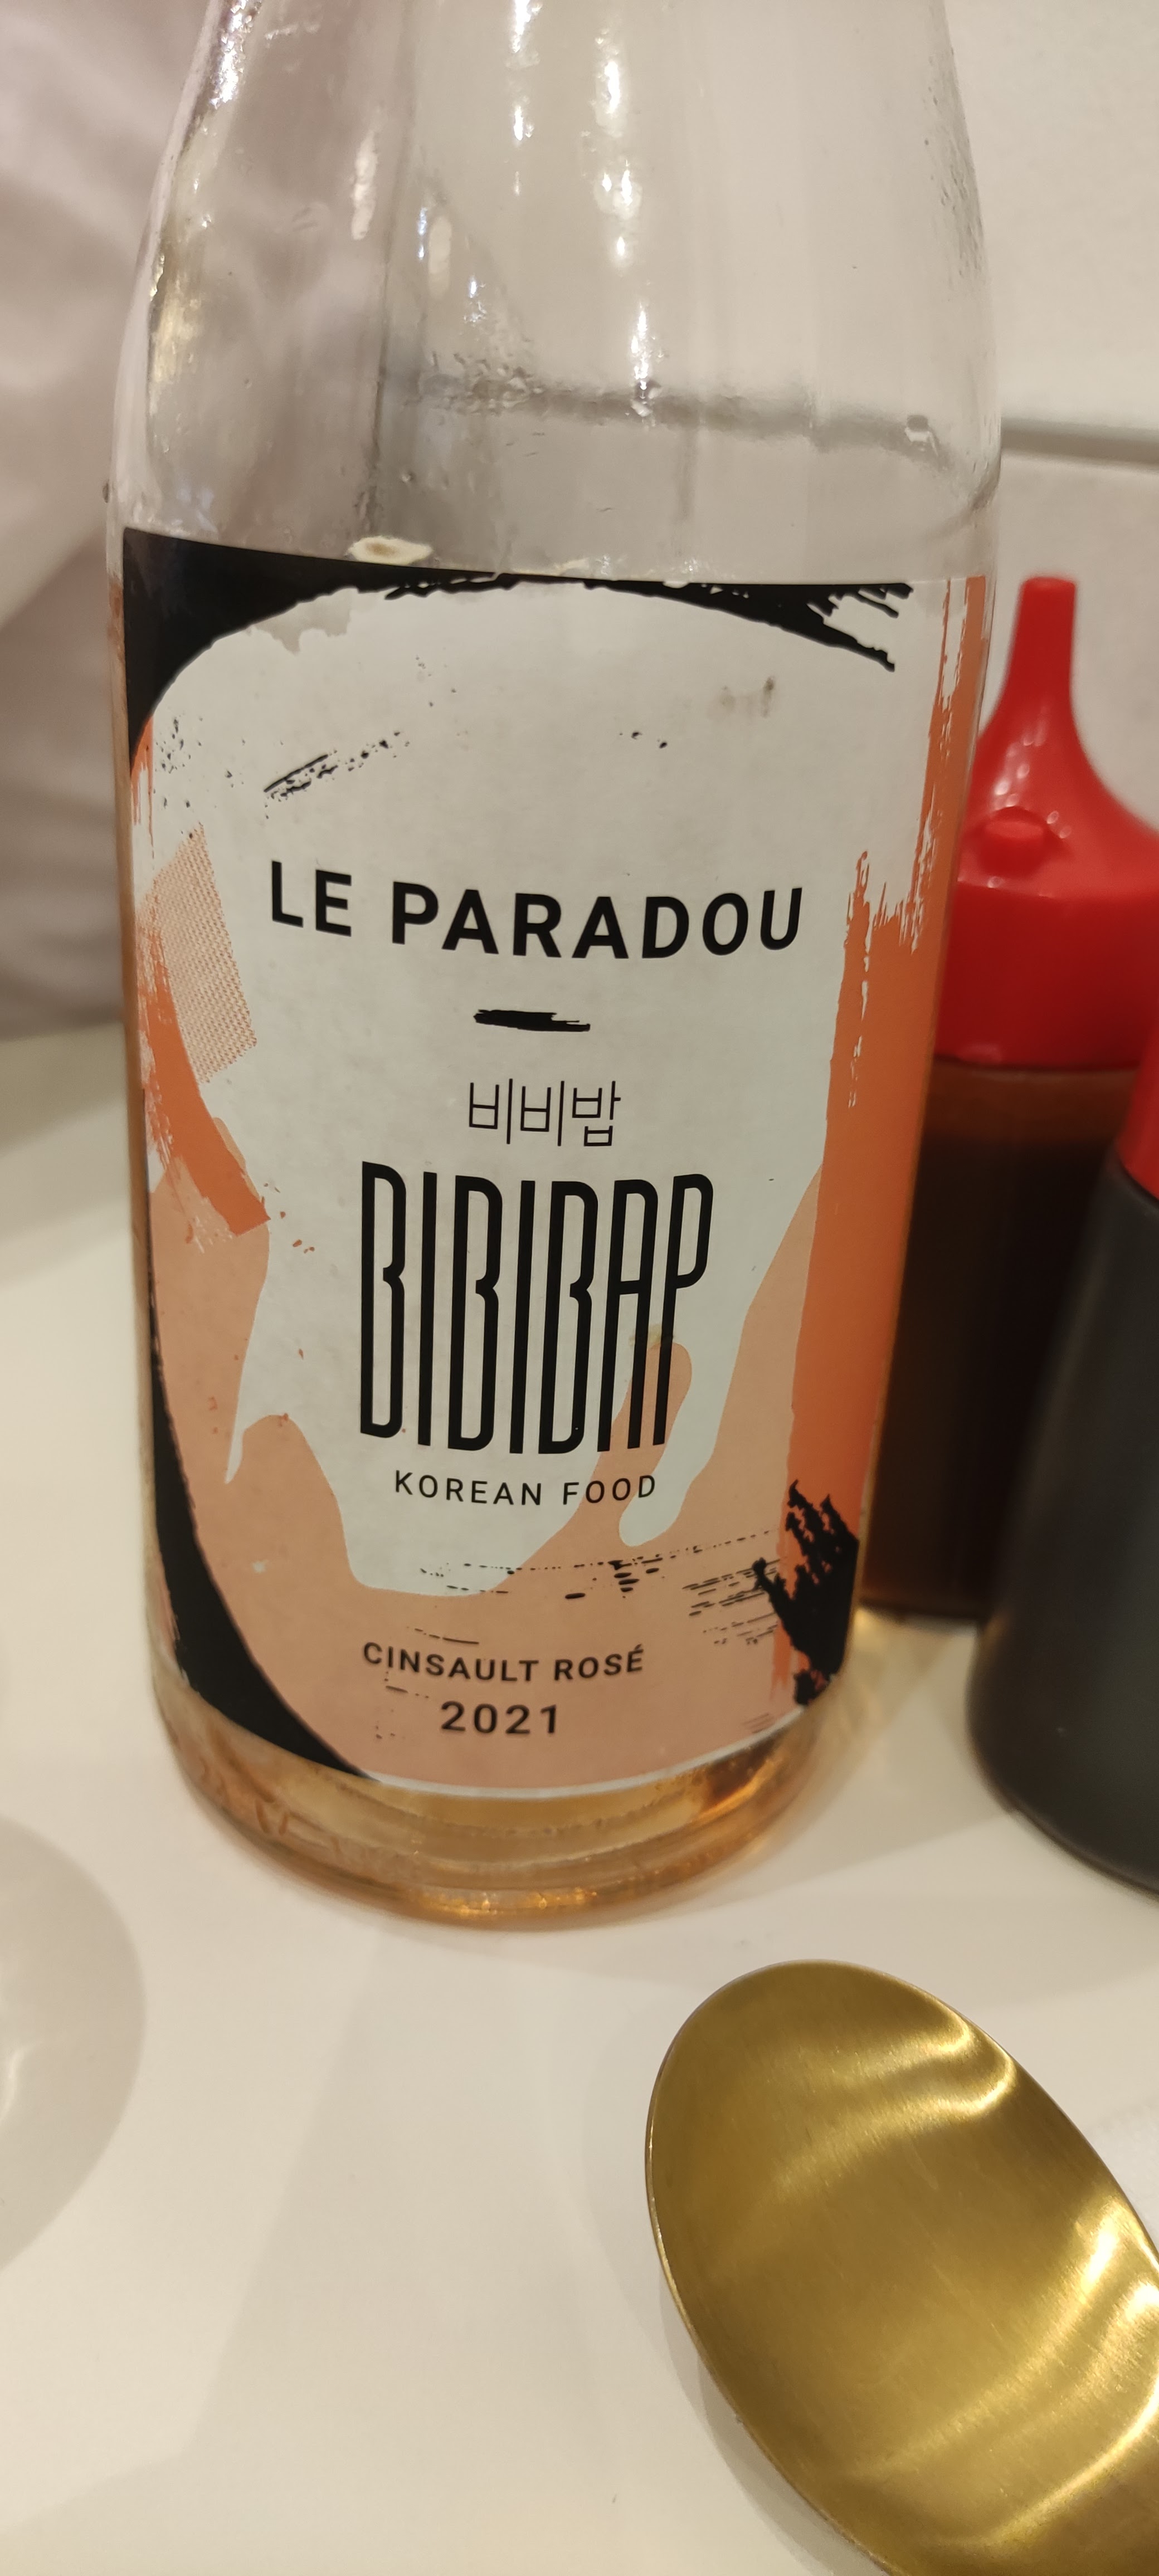 LE PARADOU
비비밥
BIBIBAP
KOREAN FOOD
CINSAULT ROSÉ
2021